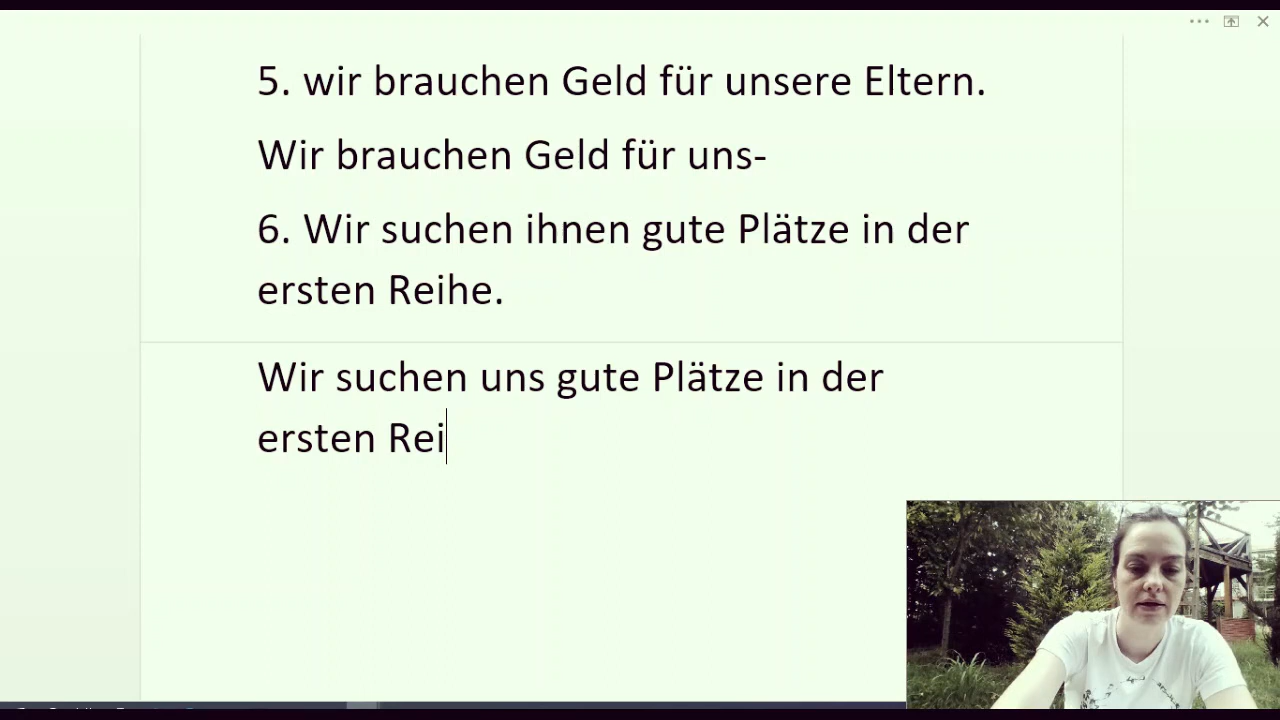 5. wir brauchen Geld für unsere Eltern.
Wir brauchen Geld für uns-
6. Wir suchen ihnen gute Plätze in der
ersten Reihe.
Wir suchen uns gute Plätze in der
ersten Rei